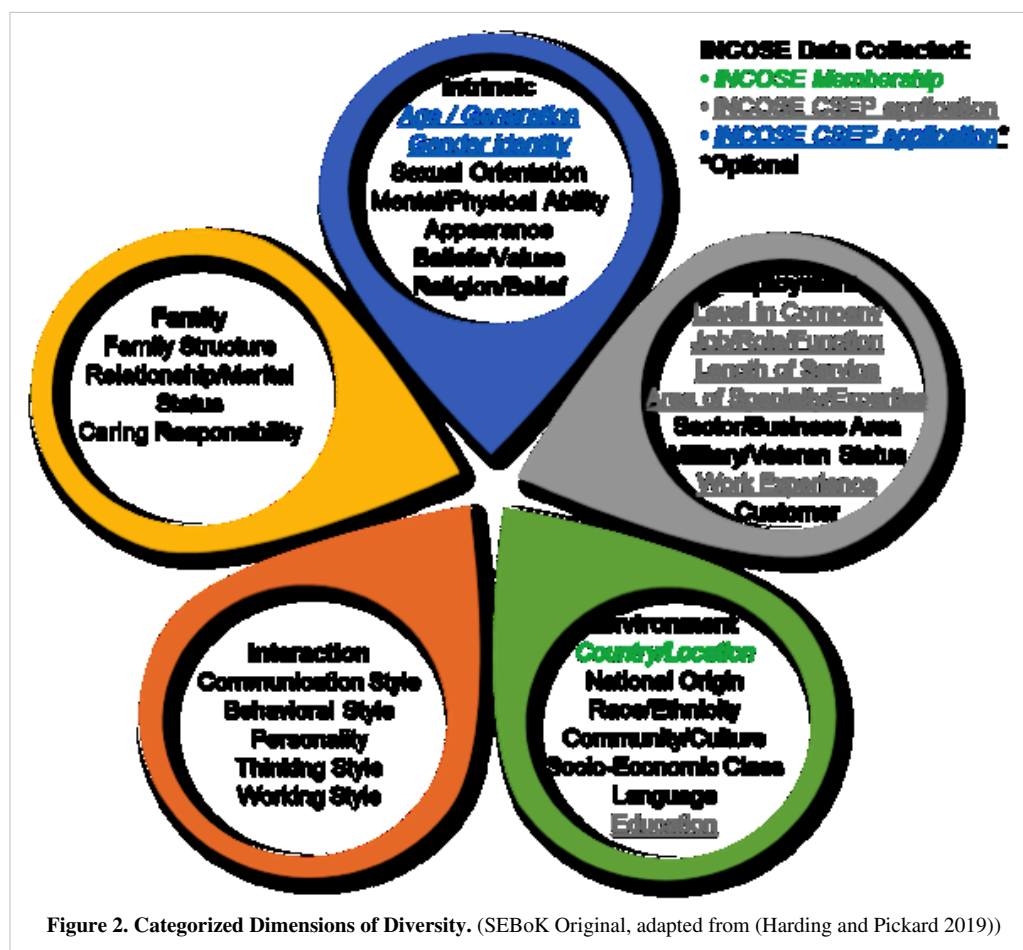 INCOSE Data Collected:
• INCOSE Membership
• INCOSE CSEP application
• INCOSE CSEP application*
*Optional
Intrinsic
Age / Generation
Gender Identity
Sexual Orientation
Mental/Physical Ability
Appearance
Beliefs/Values
Religion/Belief
Employment
Level in Company
Job/Role/Function
Length of Service
Area of Specialty/Expertise
Sector/Business Area
Military/Veteran Status
Work Experience
Customer
Family
Family Structure
Relationship/Marital
Status
Caring Responsibility
Interaction
Communication Style
Behavioral Style
Personality
Thinking Style
Working Style
Environment
Country/Location
National Origin
Race/Ethnicity
Community/Culture
Socio-Economic Class
Language
Education
Figure 2. Categorized Dimensions of Diversity. (SEBoK Original, adapted from (Harding and Pickard 2019))